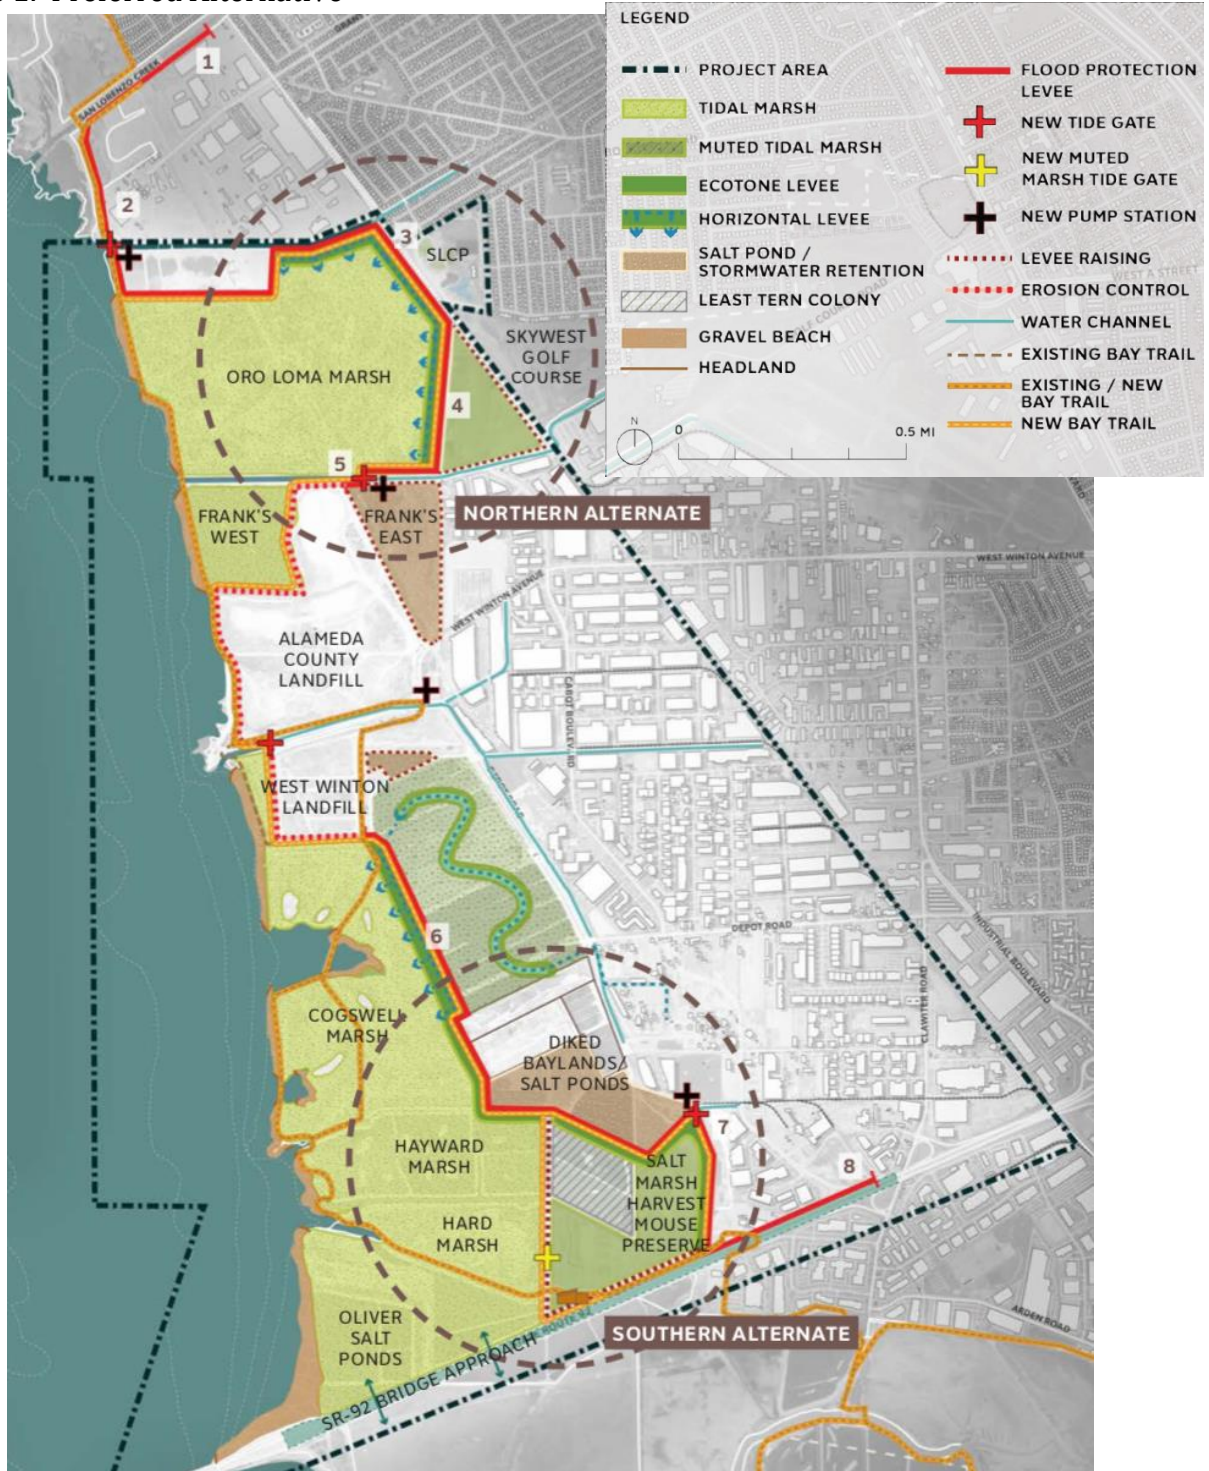 LEGEND
PROJECT AREA
TIDAL MARSH
MUTED TIDAL MARSH
ECOTONE LEVEE
HORIZONTAL LEVEE
SALT POND /
STORMWATER RETENTION
LEAST TERN COLONY
GRAVEL BEACH
HEADLAND
FLOOD PROTECTION
LEVEE
NEW TIDE GATE
NEW MUTED
MARSH TIDE GATE
NEW PUMP STATION
LEVEE RAISING
EROSION CONTROL
WATER CHANNEL
EXISTING BAY TRAIL
EXISTING / NEW
BAY TRAIL
NEW BAY TRAIL
N
0
0.5 MI
WEST A STREET
SAN LORENZO CREEK
1
2
3
SLCP
SKYWEST
GOLF
COURSE
ORO LOMA MARSH
4
5
FRANK'S
WEST
FRANK'S
EAST
NORTHERN ALTERNATE
WEST WINTON AVENUE
WEST WINTON AVENUE
ALAMEDA
COUNTY
LANDFILL
CABOT BOULEVARD
WEST WINTON
LANDFILL
6
DEPOT ROAD
INDUSTRIAL BOULEVARD
CLAWITER ROAD
COGSWELL
MARSH
DIKED
BAYLANDS/
SALT PONDS
7
HAYWARD
MARSH
SALT
MARSH
HARVEST
MOUSE
PRESERVE
8
HARD
MARSH
OLIVER
SALT
PONDS
SOUTHERN ALTERNATE
ARDEN ROAD
SR-92 BRIDGE APPROACH